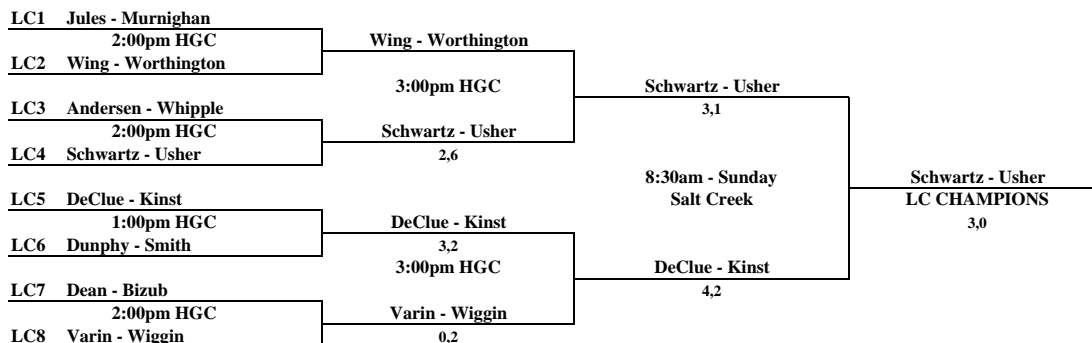 LC1 Jules - Murnighan
2:00pm HGC
Wing - Worthington
LC2 Wing - Worthington
3:00pm HGC
Schwartz - Usher
LC3 Andersen - Whipple
3,1
2:00pm HGC
Schwartz - Usher
LC4 Schwartz - Usher
2,6
8:30am - Sunday
Schwartz - Usher
LC5 DeClue - Kinst
Salt Creek
LC CHAMPIONS
1:00pm HGC
DeClue - Kinst
3,0
LC6 Dunphy - Smith
3,2
3:00pm HGC
DeClue - Kinst
LC7 Dean - Bizub
4,2
2:00pm HGC
Varin - Wiggin
LC8 Varin - Wiggin
0,2